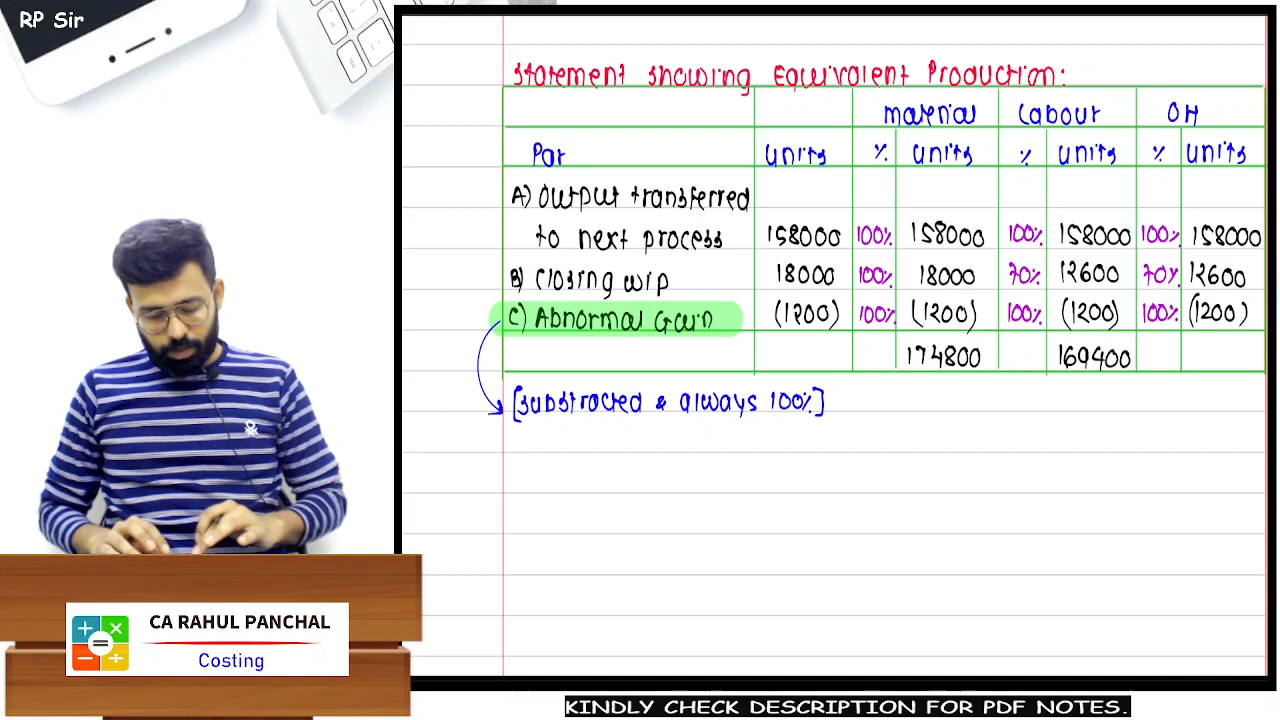 RP Sir
Statement Showing Equivalent Production:
Material Labour OH
Par units % units % units % units
A) Output transferred
to next process 158000 100% 158000 100% 158000 100% 158000
B) Closing wip 18000 100% 18000 70% 12600 70% 12600
C) Abnormal Gain (1200) 100% (1200) 100% (1200) 100% (1200)
174800 169400
[Substracted & always 100%]
CA RAHUL PANCHAL
Costing
KINDLY CHECK DESCRIPTION FOR PDF NOTES.